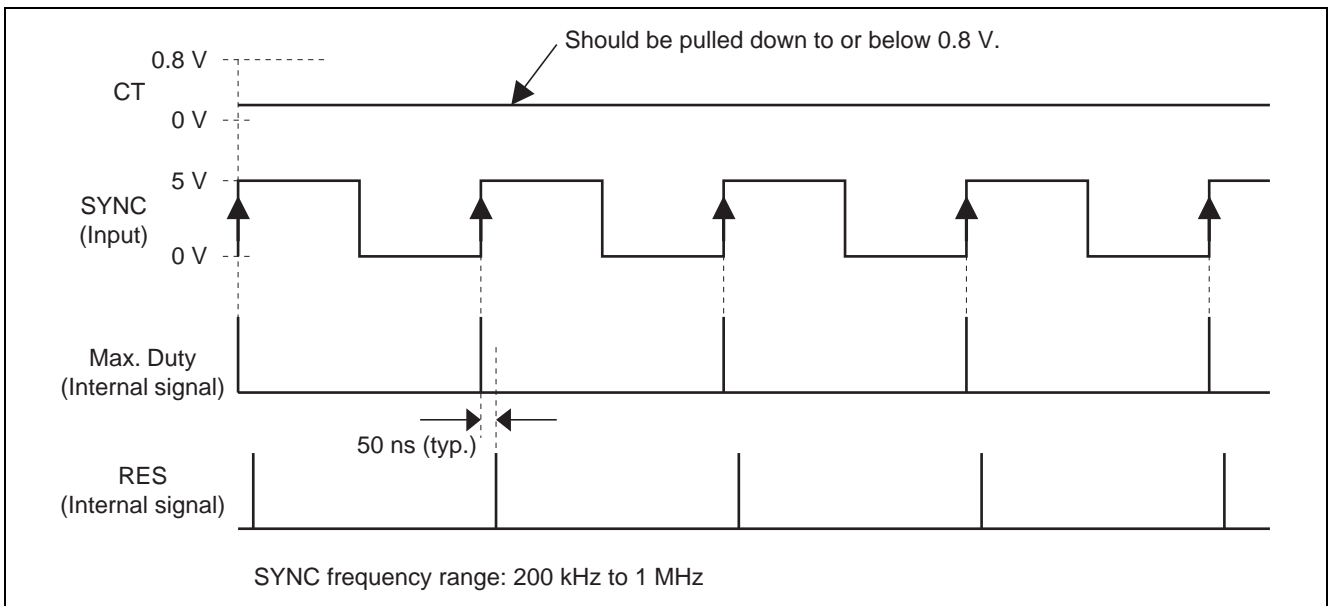 Should be pulled down to or below 0.8 V.
0.8 V
CT
0 V
5 V
SYNC
(Input)
0 V
Max. Duty
(Internal signal)
50 ns (typ.)
RES
(Internal signal)
SYNC frequency range: 200 kHz to 1 MHz